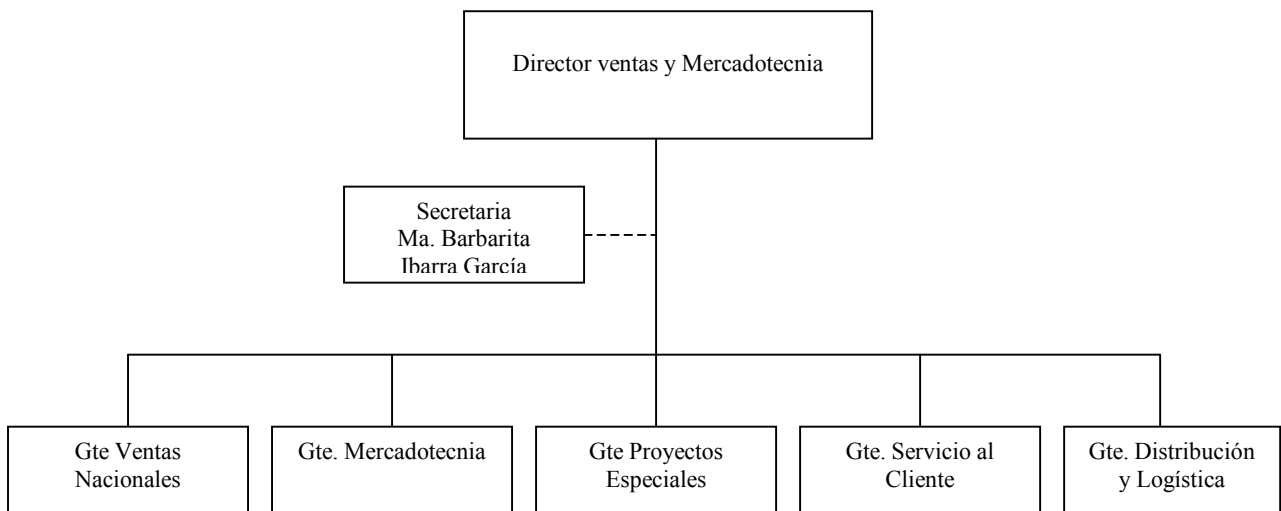 Director ventas y Mercadotecnia
Secretaria
Ma. Barbarita
Ibarra García
Gte Ventas
Nacionales
Gte. Mercadotecnia
Gte Proyectos
Especiales
Gte. Servicio al
Cliente
Gte. Distribución
y Logística